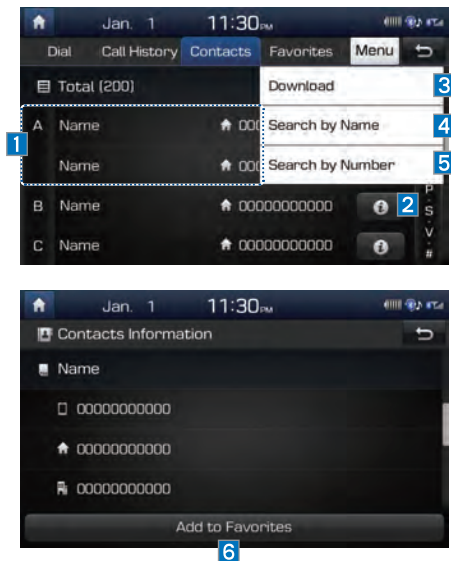 Jan. 1 11:30PM
Dial Call History Contacts Favorites Menu
Total (200) Download 3
A Name 000 Search by Name 4
1
Name 000 Search by Number 5
P
B Name 00000000000 2 S
V
C Name 00000000000 #
Jan. 1 11:30PM
Contacts Information
Name
00000000000
00000000000
00000000000
Add to Favorites
6